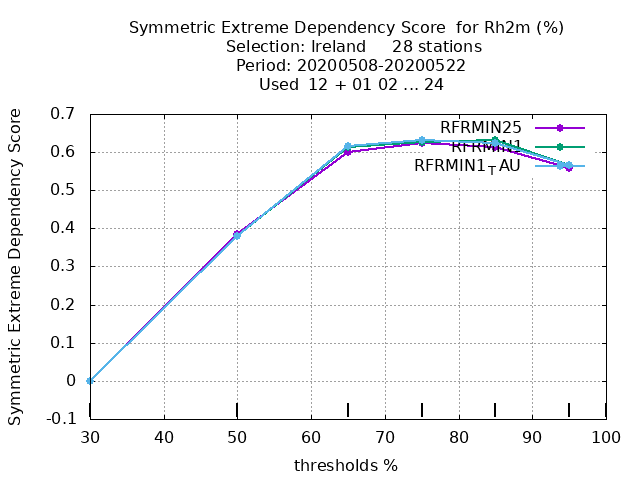 Symmetric Extreme Dependency Score for Rh2m (%)
Selection: Ireland 28 stations
Period: 20200508-20200522
Used 12 + 01 02 ... 24
Symmetric Extreme Dependency Score
0.7
0.6
0.5
0.4
0.3
0.2
0.1
0
-0.1
RFRMIN25
RFRMIN1
RFRMIN1TAU
30 40 50 60 70 80 90 100
thresholds %